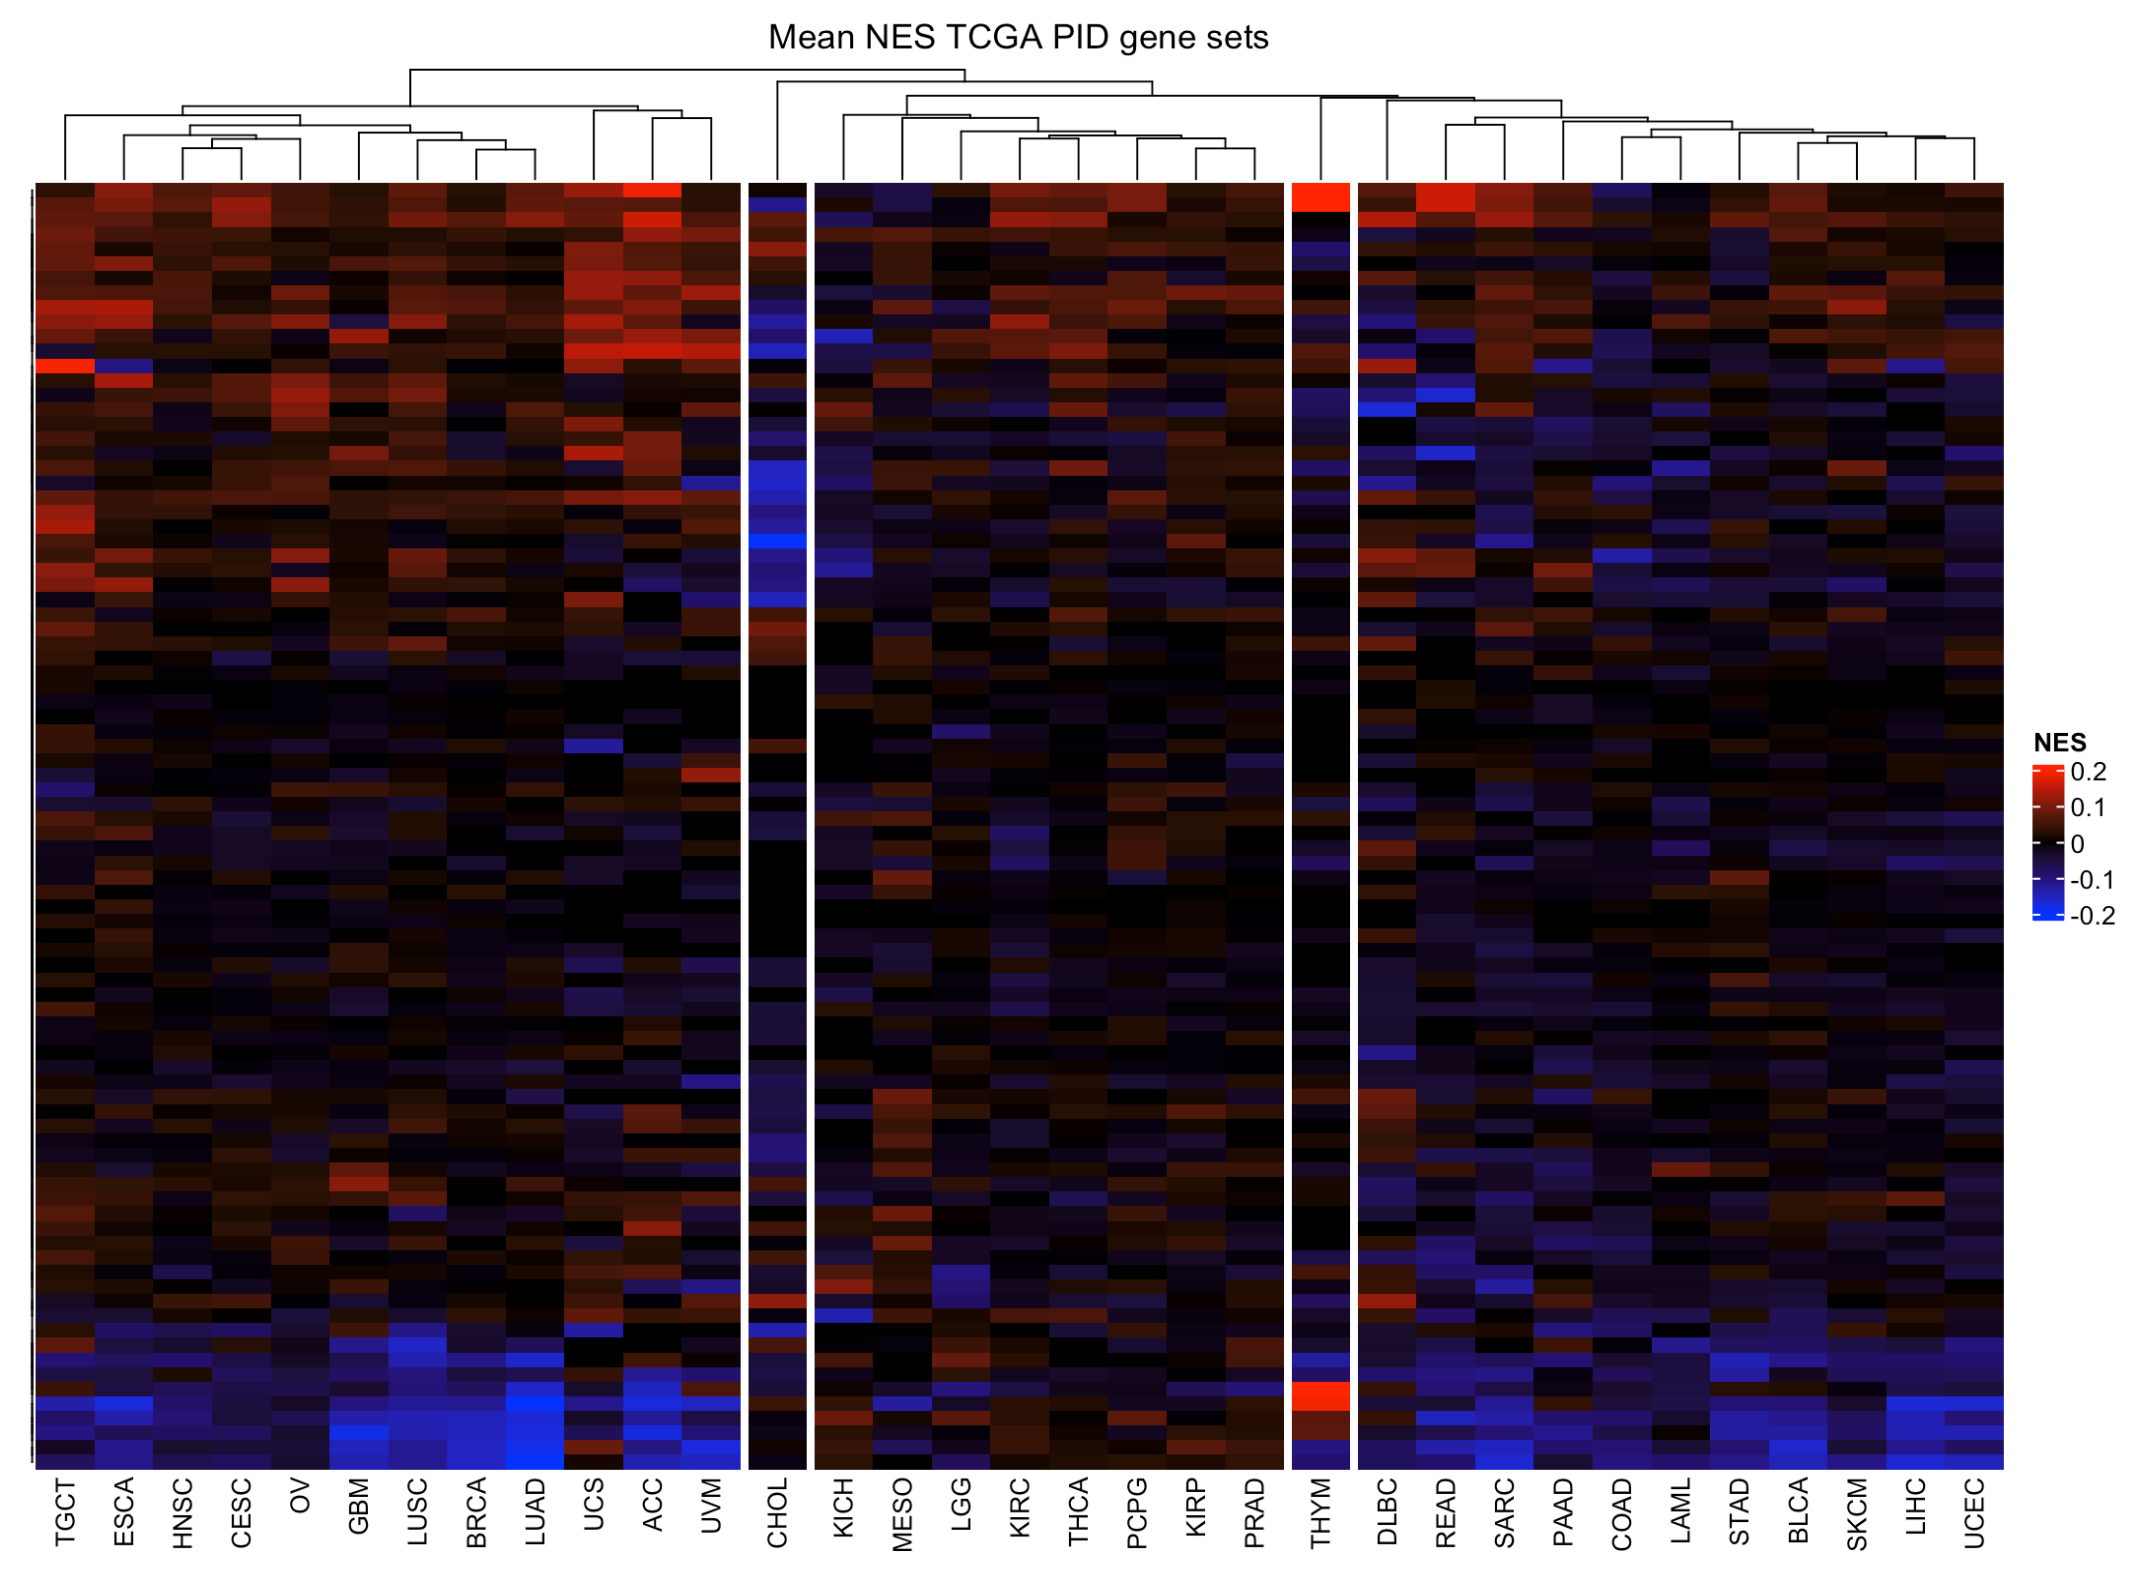 Mean NES TCGA PID gene sets
NES
0.2
0.1
0
-0.1
-0.2
TGCT
ESCA
HNSC
CESC
OV
GBM
LUSC
BRCA
LUAD
UCS
ACC
UVM
CHOL
KICH
MESO
LGG
KIRC
THCA
PCPG
KIRP
PRAD
THYM
DLBC
READ
SARC
PAAD
COAD
LAML
STAD
BLCA
SKCM
LIHC
UCEC